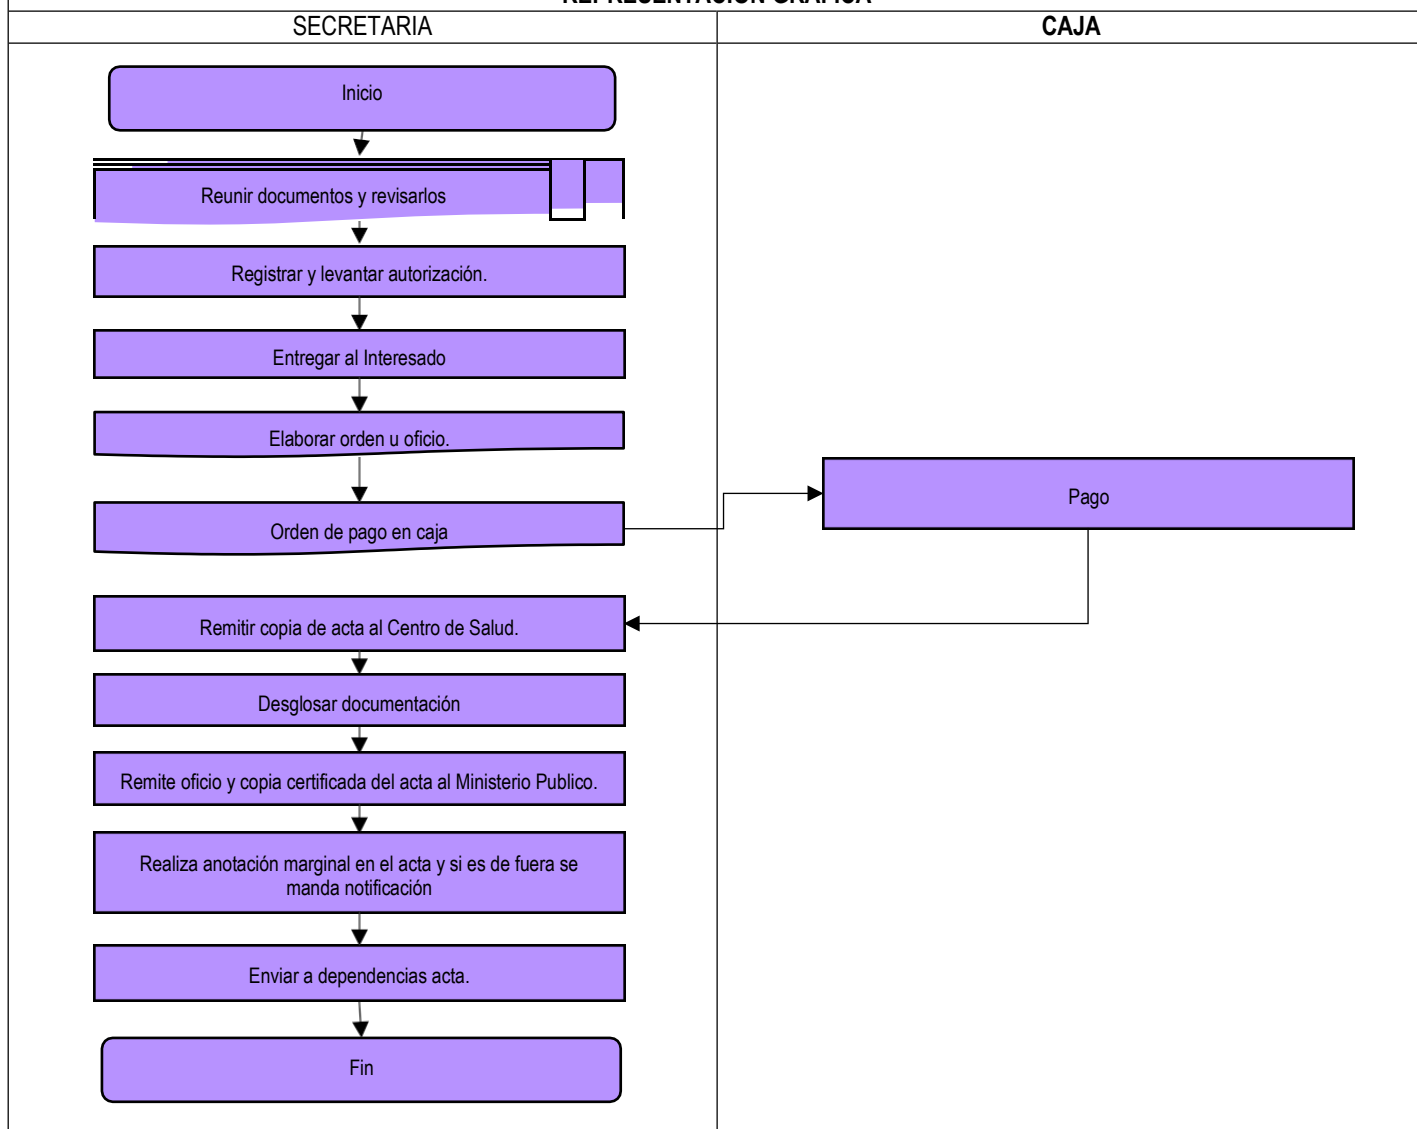 REPRESENTACIÓN GRÁFICA
SECRETARIA
CAJA
Inicio
Reunir documentos y revisarlos
Registrar y levantar autorización.
Entregar al Interesado
Elaborar orden u oficio.
Orden de pago en caja
Pago
Remitir copia de acta al Centro de Salud.
Desglosar documentación
Remite oficio y copia certificada del acta al Ministerio Publico.
Realiza anotación marginal en el acta y si es de fuera se
manda notificación
Enviar a dependencias acta.
Fin